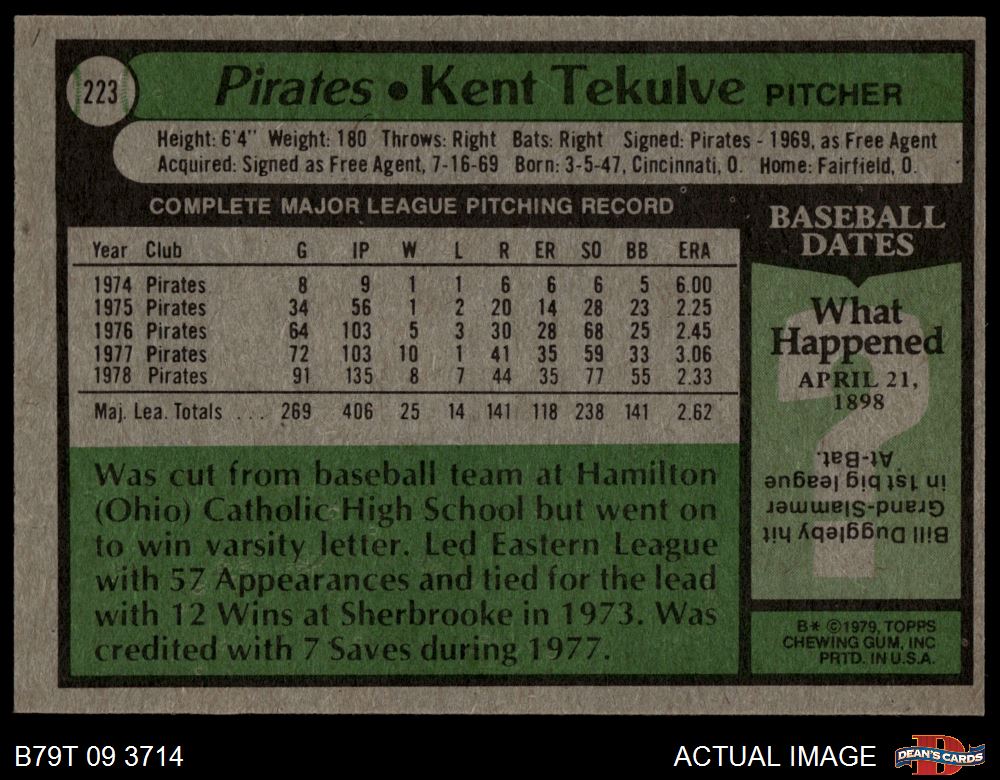 223
Pirates • Kent Tekulve PITCHER
Height: 6'4" Weight: 180 Throws: Right Bats: Right Signed: Pirates - 1969, as Free Agent
Acquired: Signed as Free Agent, 7-16-69 Born: 3-5-47, Cincinnati, O. Home: Fairfield, O.
COMPLETE MAJOR LEAGUE PITCHING RECORD
Year Club G IP W L R ER SO BB ERA
1974 Pirates 8 9 1 1 6 6 6 5 6.00
1975 Pirates 34 56 1 2 20 14 28 23 2.25
1976 Pirates 64 103 5 3 30 28 68 25 2.45
1977 Pirates 72 103 10 1 41 35 59 33 3.06
1978 Pirates 91 135 8 7 44 35 77 55 2.33
Maj. Lea. Totals . . . 269 406 25 14 141 118 238 141 2.62
Was cut from baseball team at Hamilton
(Ohio) Catholic High School but went on
to win varsity letter. Led Eastern League
with 57 Appearances and tied for the lead
with 12 Wins at Sherbrooke in 1973. Was
credited with 7 Saves during 1977.
BASEBALL
DATES
What
Happened
APRIL 21,
1898
?
Bill Duggleby hit
Grand-Slammer
in 1st big league
At-Bat.
B* ©1979, TOPPS
CHEWING GUM, INC
PRTD. IN U.S.A.
B79T 09 3714
ACTUAL IMAGE
D
DEAN'S CARDS